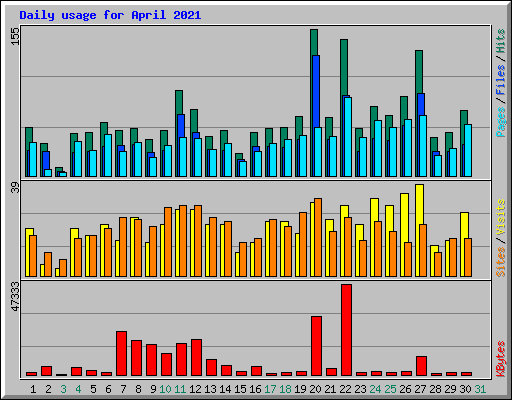 Daily usage for April 2021
155
39
47333
Pages / Files / Hits
Sites / Visits
KBytes
1 2 3 4 5 6 7 8 9 10 11 12 13 14 15 16 17 18 19 20 21 22 23 24 25 26 27 28 29 30 31